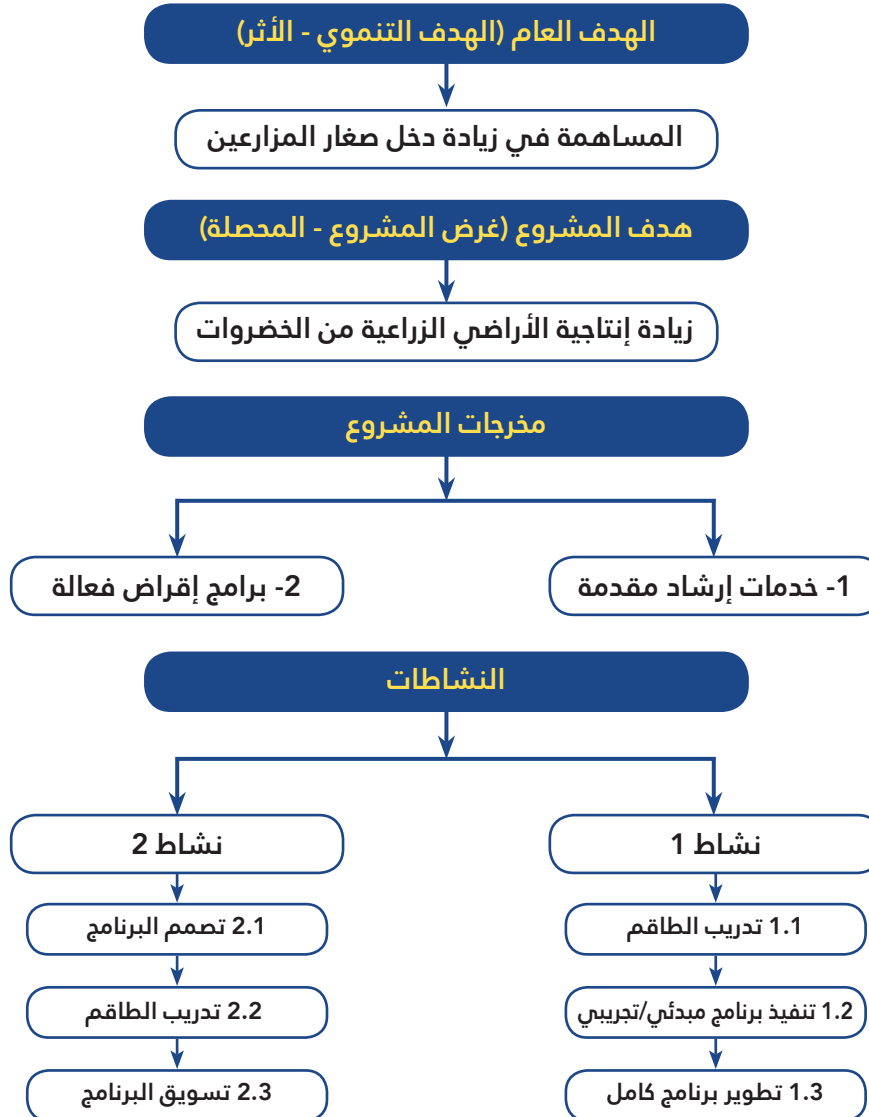 الهدف العام (الهدف التنموي - الأثر)
المساهمة في زيادة دخل صغار المزارعين
هدف المشروع (غرض المشروع - المحصلة)
زيادة إنتاجية الأراضي الزراعية من الخضروات
مخرجات المشروع
1- خدمات إرشاد مقدمة
2- برامج إقراض فعالة
النشاطات
نشاط 1
1.1 تدريب الطاقم
1.2 تنفيذ برنامج مبدئي/تجريبي
1.3 تطوير برنامج كامل
نشاط 2
2.1 تصمم البرنامج
2.2 تدريب الطاقم
2.3 تسويق البرنامج